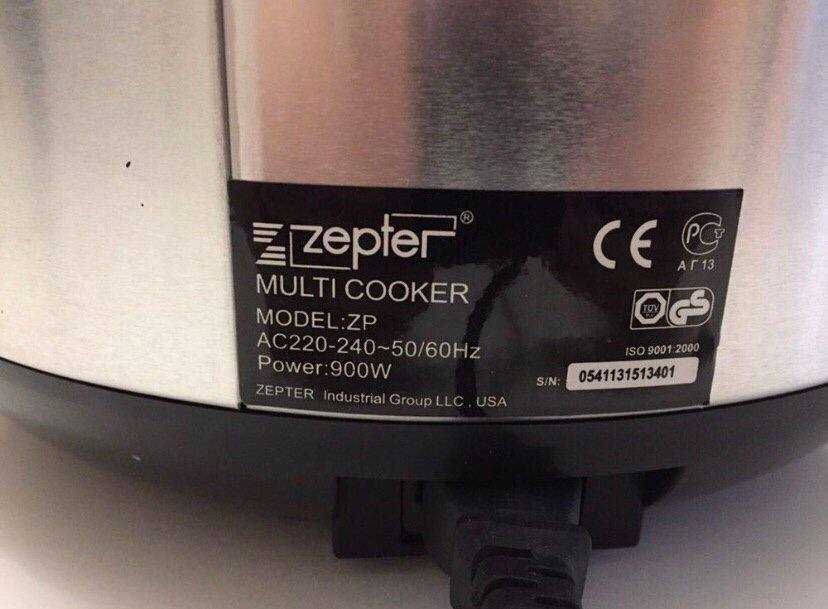 zepter®
MULTI COOKER
MODEL:ZP
AC220-240~50/60Hz
Power:900W
ZEPTER Industrial Group LLC , USA
CE
РСТ
АГ13
TÜV
GS
ISO 9001:2000
S/N: 0541131513401